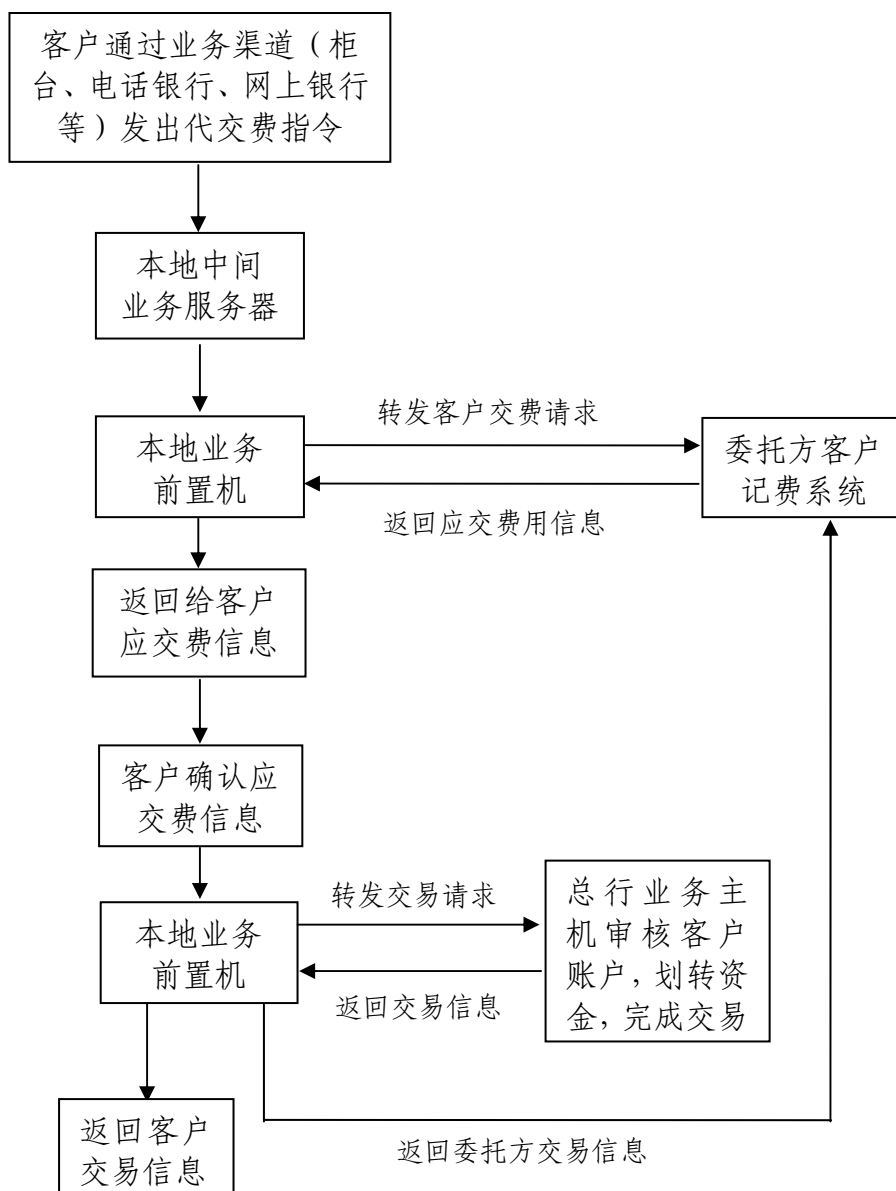 客户通过业务渠道（柜
台、电话银行、网上银行
等）发出代交费指令
本地中间
业务服务器
转发客户交费请求
本地业务
前置机
委托方客户
记费系统
返回应交费用信息
返回给客户
应交费信息
客户确认应
交费信息
转发交易请求
本地业务
前置机
总行业务主
机审核客户
账户，划转资
金，完成交易
返回交易信息
返回客户
交易信息
返回委托方交易信息